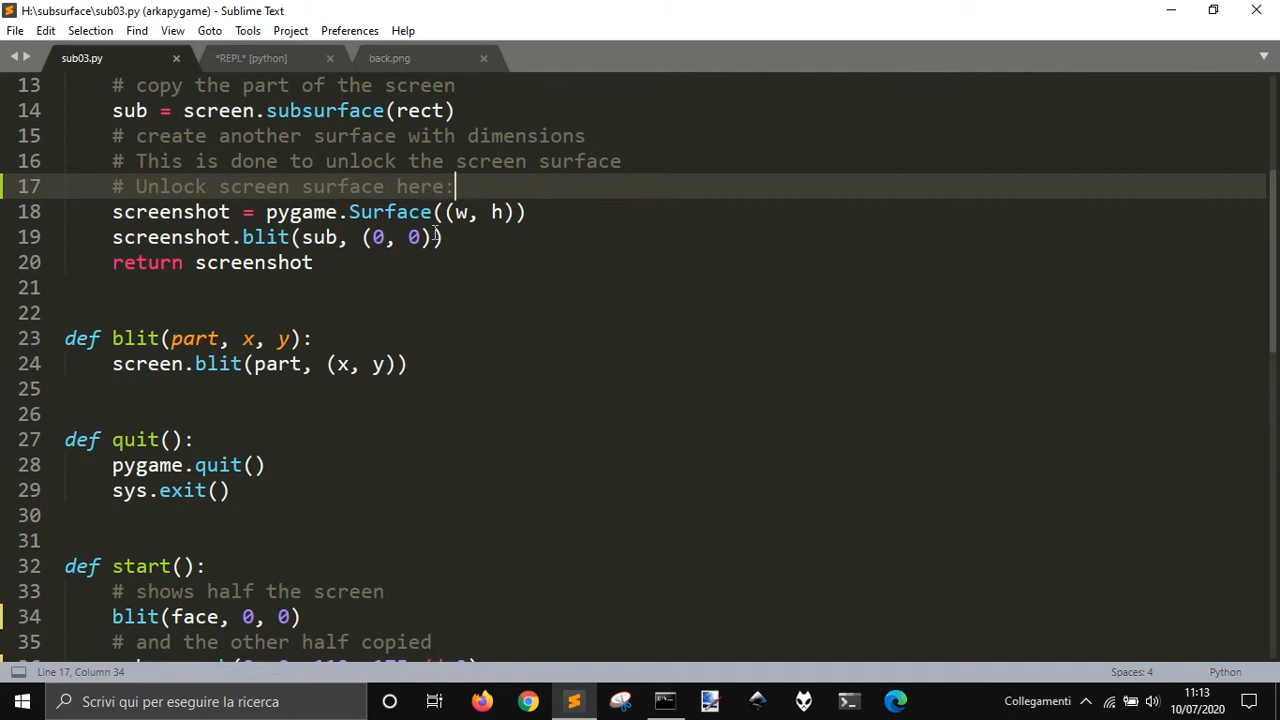 H:\subsurface\sub03.py (arkapygame) - Sublime Text
File Edit Selection Find View Goto Tools Project Preferences Help
sub03.py *REPL* [python] back.png
13 # copy the part of the screen
14 sub = screen.subsurface(rect)
15 # create another surface with dimensions
16 # This is done to unlock the screen surface
17 # Unlock screen surface here:
18 screenshot = pygame.Surface((w, h))
19 screenshot.blit(sub, (0, 0))
20 return screenshot
21
22
23 def blit(part, x, y):
24 screen.blit(part, (x, y))
25
26
27 def quit():
28 pygame.quit()
29 sys.exit()
30
31
32 def start():
33 # shows half the screen
34 blit(face, 0, 0)
35 # and the other half copied
Line 17, Column 34 Spaces: 4 Python
Scrivi qui per eseguire la ricerca Collegamenti 11:13
10/07/2020